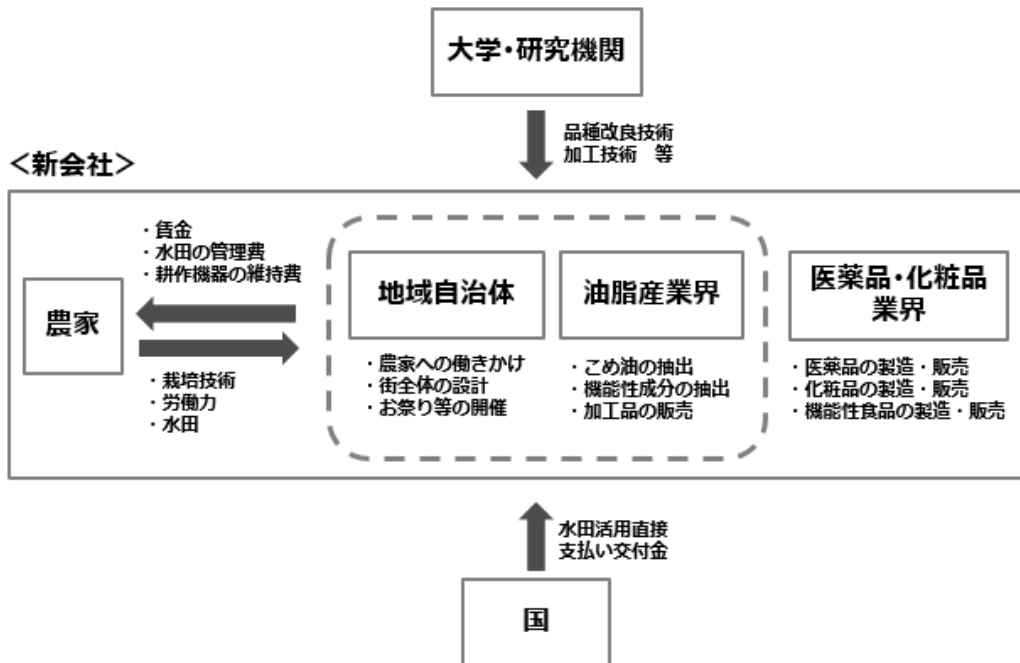 大学・研究機関
品種改良技術
加工技術　等
＜新会社＞
・賃金
・水田の管理費
・耕作機器の維持費
農家
・栽培技術
・労働力
・水田
地域自治体
・農家への働きかけ
・街全体の設計
・お祭り等の開催
油脂産業界
・こめ油の抽出
・機能性成分の抽出
・加工品の販売
医薬品・化粧品
業界
・医薬品の製造・販売
・化粧品の製造・販売
・機能性食品の製造・販売
水田活用直接
支払い交付金
国